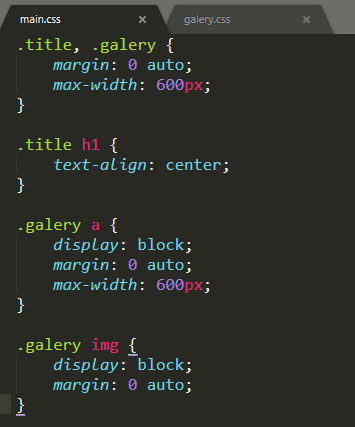 main.css galery.css
.title, .galery {
    margin: 0 auto;
    max-width: 600px;
}

.title h1 {
    text-align: center;
}

.galery a {
    display: block;
    margin: 0 auto;
    max-width: 600px;
}

.galery img {
    display: block;
    margin: 0 auto;
}